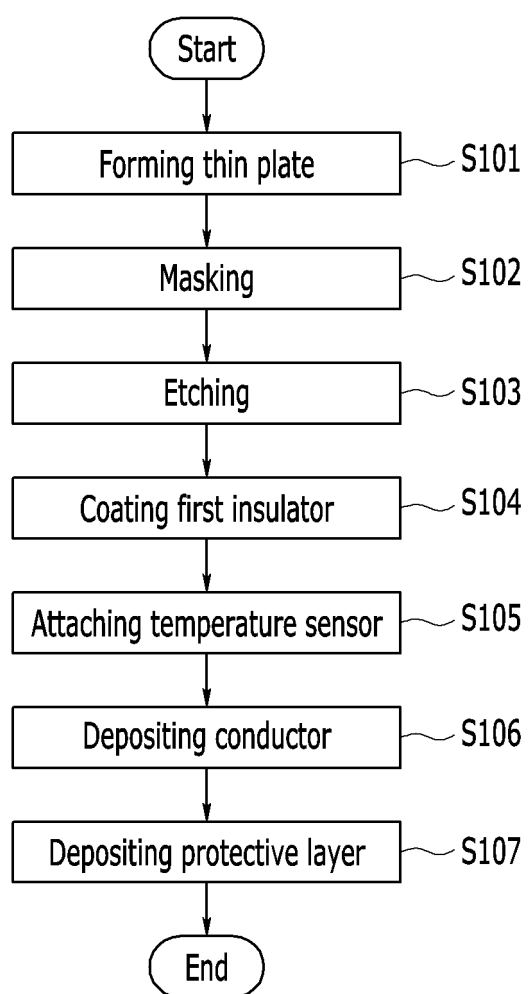 Start
Forming thin plate S101
Masking S102
Etching S103
Coating first insulator S104
Attaching temperature sensor S105
Depositing conductor S106
Depositing protective layer S107
End